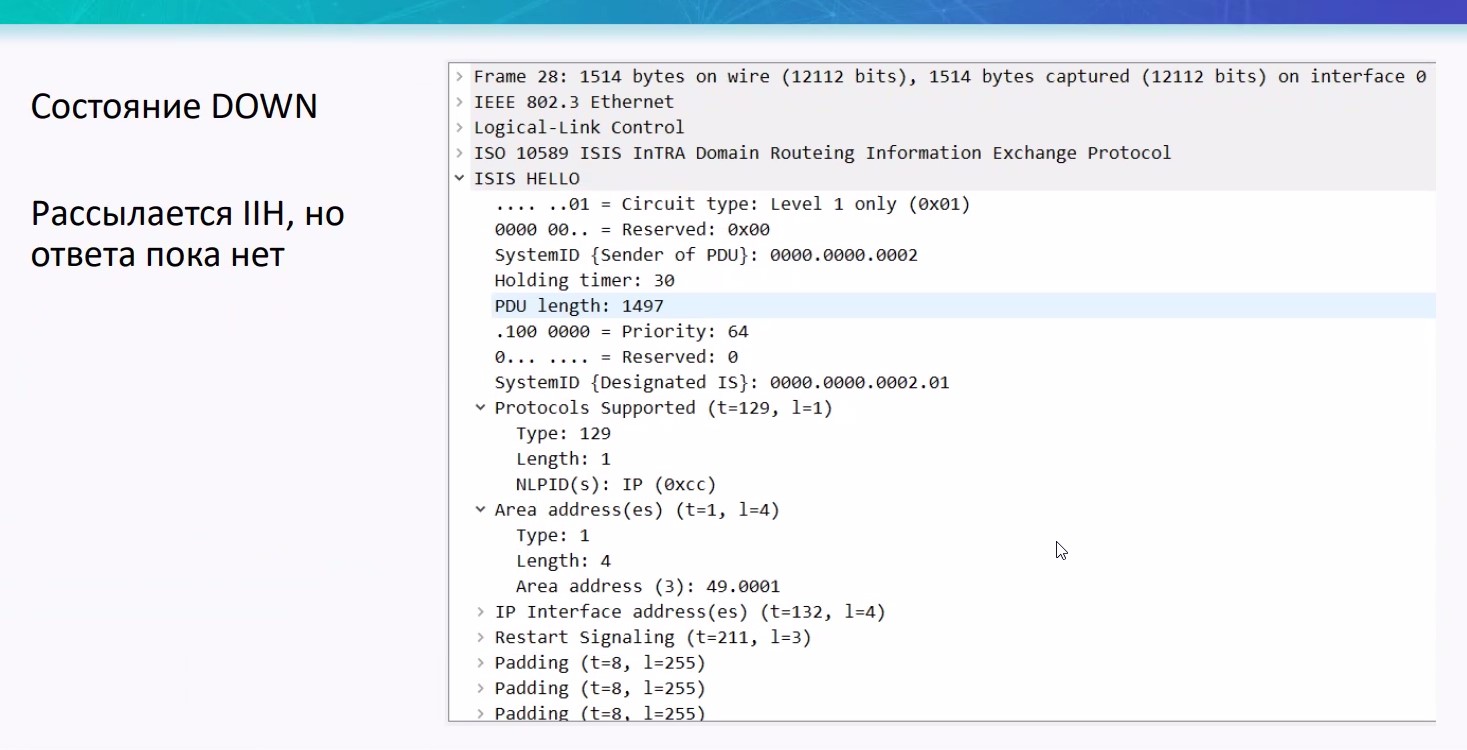 Состояние DOWN
Рассылается IIH, но
ответа пока нет
Frame 28: 1514 bytes on wire (12112 bits), 1514 bytes captured (12112 bits) on interface 0
IEEE 802.3 Ethernet
Logical-Link Control
ISO 10589 ISIS InTRA Domain Routeing Information Exchange Protocol
ISIS HELLO
.... ..01 = Circuit type: Level 1 only (0x01)
0000 00.. = Reserved: 0x00
SystemID {Sender of PDU}: 0000.0000.0002
Holding timer: 30
PDU length: 1497
.100 0000 = Priority: 64
0... .... = Reserved: 0
SystemID {Designated IS}: 0000.0000.0002.01
Protocols Supported (t=129, l=1)
Type: 129
Length: 1
NLPID(s): IP (0xcc)
Area address(es) (t=1, l=4)
Type: 1
Length: 4
Area address (3): 49.0001
IP Interface address(es) (t=132, l=4)
Restart Signaling (t=211, l=3)
Padding (t=8, l=255)
Padding (t=8, l=255)
Padding (t=8, l=255)